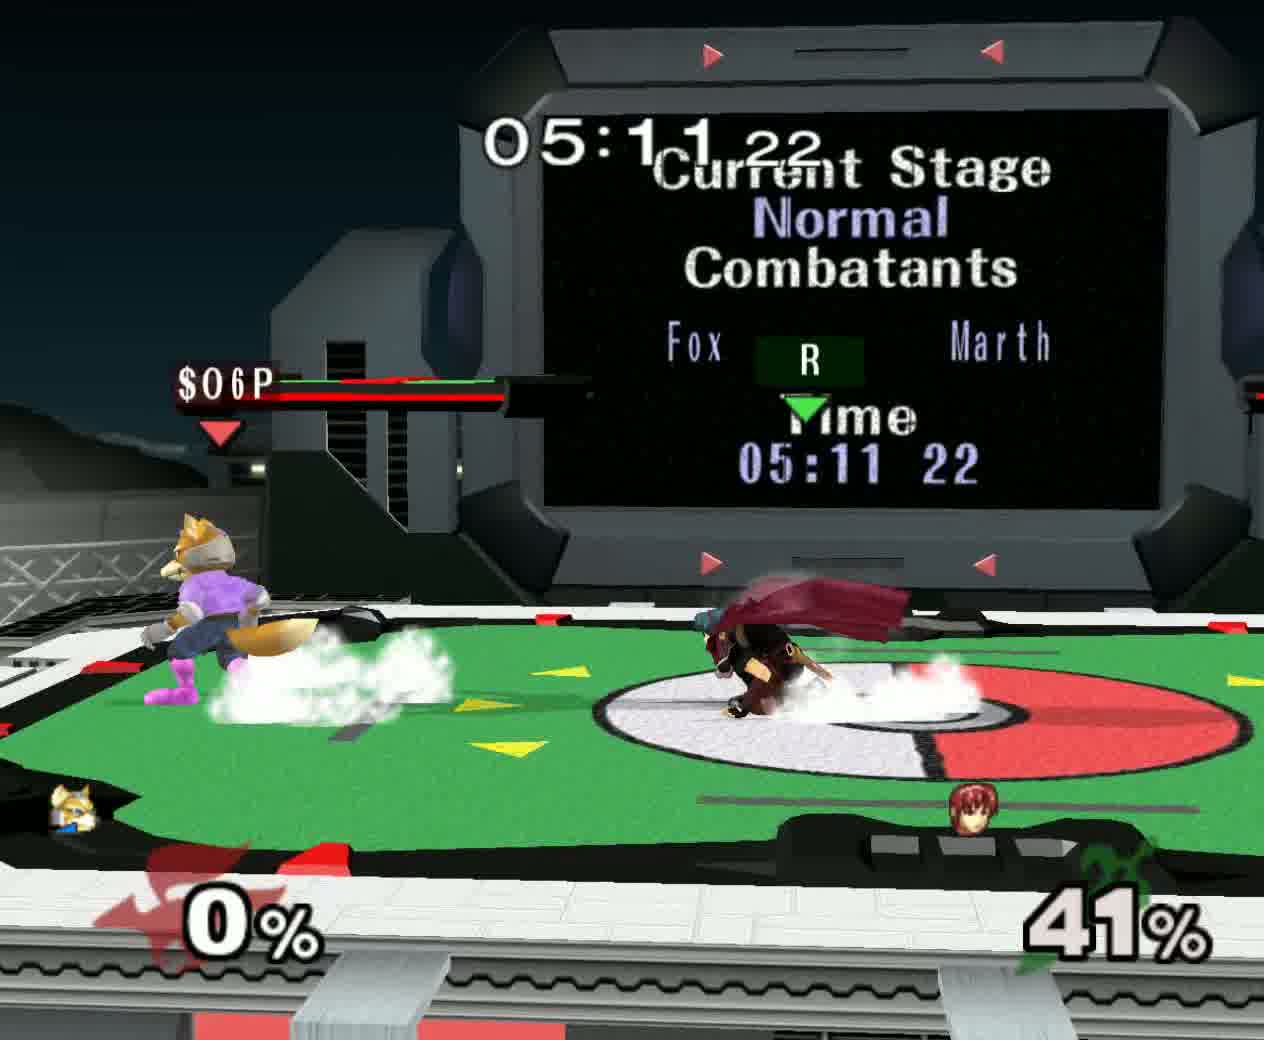 05:11 22
Current Stage
Normal
Combatants
Fox Marth
R
$06P
Time
05:11 22
0%
41%